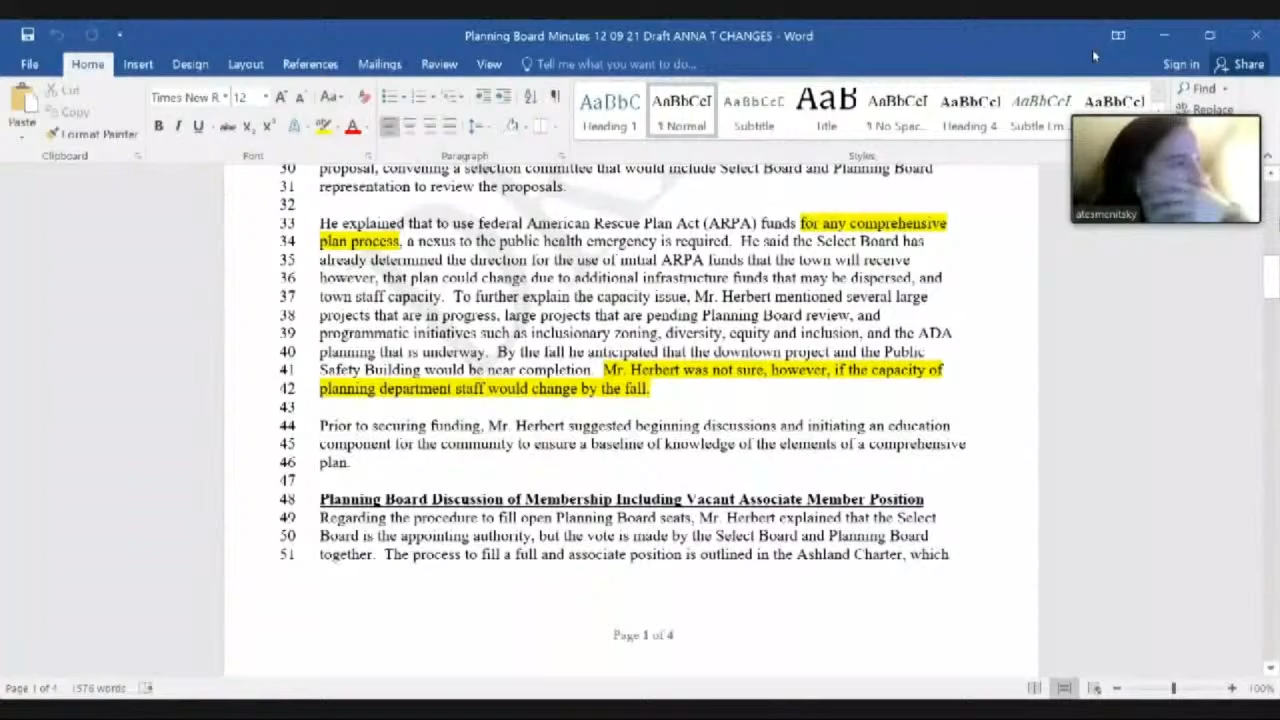 Planning Board Minutes 12 09 21 Draft ANNA T CHANGES - Word
File Home Insert Design Layout References Mailings Review View Tell me what you want to do... Sign in Share
Cut
Copy
Paste
Format Painter
Clipboard
Times New R 12
Font
Paragraph
AaBbC Heading 1
AaBbCcI ¶ Normal
AaBbCcC Subtitle
AaB Title
AaBbCcI ¶ No Spac...
AaBbCcI Heading 4
AaBbCcI Subtle Em...
AaBbCcI
Styles
Find
Replace
atesmenitsky
30 proposal, convening a selection committee that would include Select Board and Planning Board
31 representation to review the proposals.
32
33 He explained that to use federal American Rescue Plan Act (ARPA) funds for any comprehensive
34 plan process, a nexus to the public health emergency is required. He said the Select Board has
35 already determined the direction for the use of initial ARPA funds that the town will receive
36 however, that plan could change due to additional infrastructure funds that may be dispersed, and
37 town staff capacity. To further explain the capacity issue, Mr. Herbert mentioned several large
38 projects that are in progress, large projects that are pending Planning Board review, and
39 programmatic initiatives such as inclusionary zoning, diversity, equity and inclusion, and the ADA
40 planning that is underway. By the fall he anticipated that the downtown project and the Public
41 Safety Building would be near completion. Mr. Herbert was not sure, however, if the capacity of
42 planning department staff would change by the fall.
43
44 Prior to securing funding, Mr. Herbert suggested beginning discussions and initiating an education
45 component for the community to ensure a baseline of knowledge of the elements of a comprehensive
46 plan.
47
48 Planning Board Discussion of Membership Including Vacant Associate Member Position
49 Regarding the procedure to fill open Planning Board seats, Mr. Herbert explained that the Select
50 Board is the appointing authority, but the vote is made by the Select Board and Planning Board
51 together. The process to fill a full and associate position is outlined in the Ashland Charter, which
Page 1 of 4
Page 1 of 4 1576 words 100%